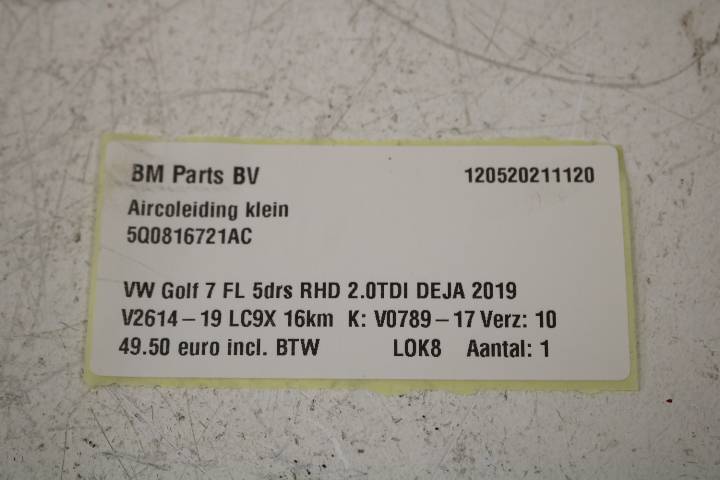 BM Parts BV 120520211120
Aircoleiding klein
5Q0816721AC
VW Golf 7 FL 5drs RHD 2.0TDI DEJA 2019
V2614-19 LC9X 16km K: V0789-17 Verz: 10
49.50 euro incl. BTW LOK8 Aantal: 1